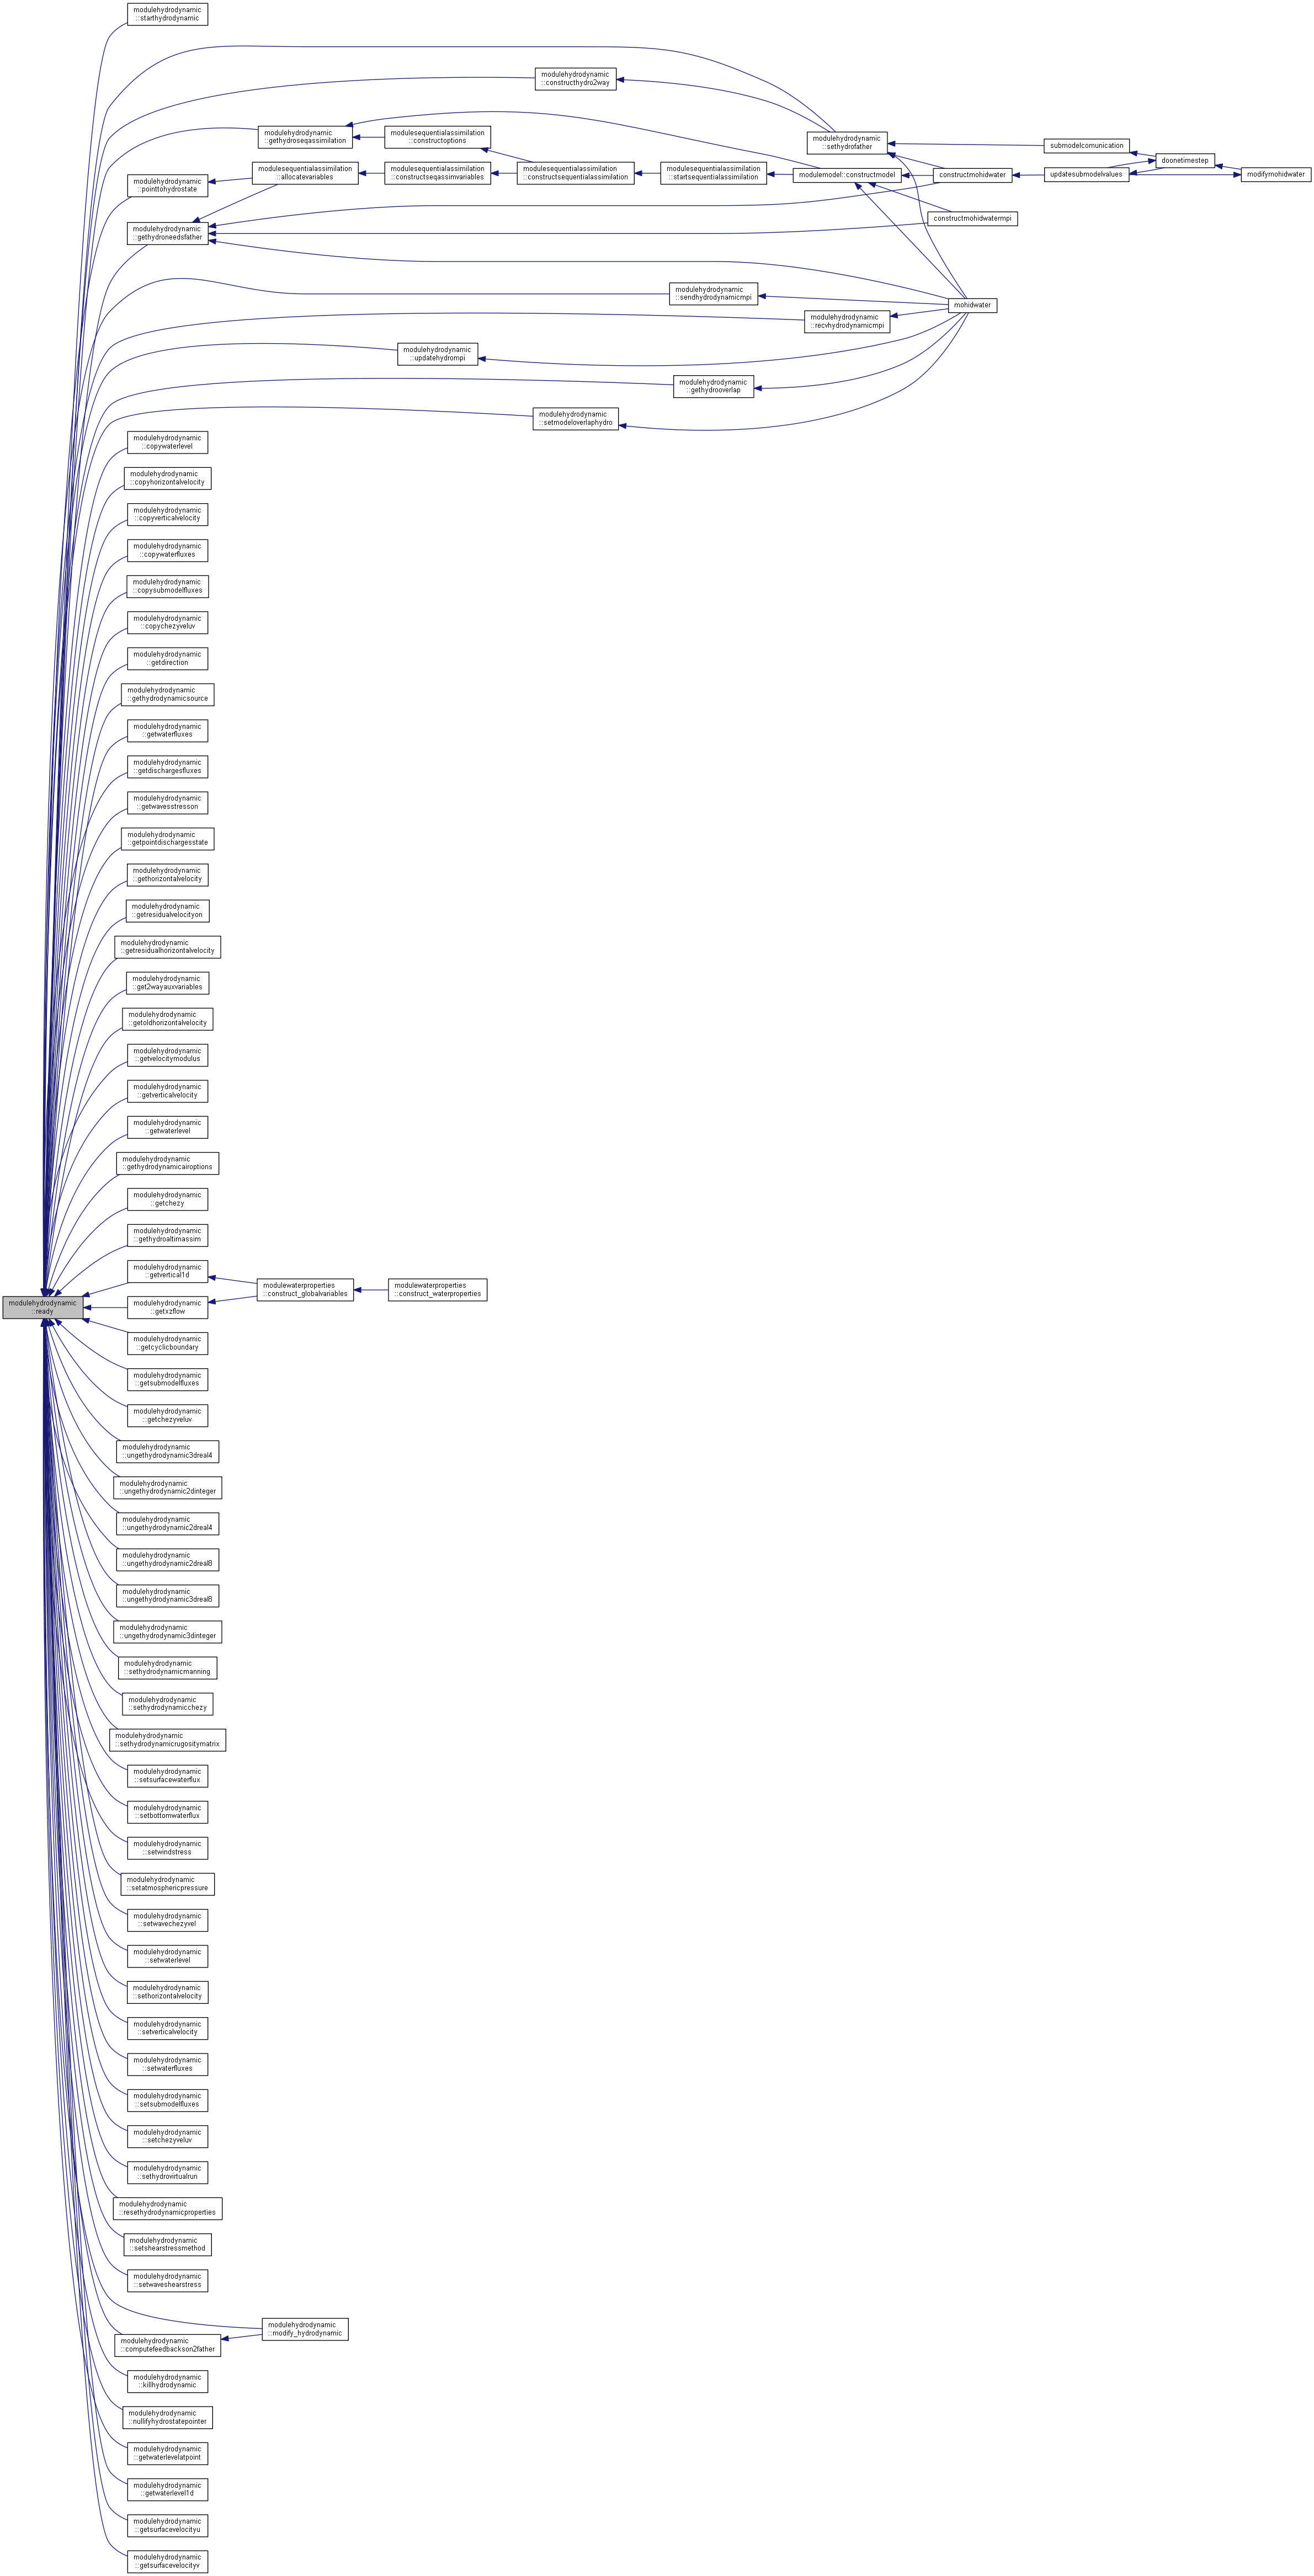 modulehydrodynamic
::starthydrodynamic
modulehydrodynamic
::constructhydro2way
modulehydrodynamic
::gethydroseqassimilation
modulesequentialassimilation
::constructoptions
modulehydrodynamic
::sethydrofather
submodelcomunication
doonetimestep
modulehydrodynamic
::pointtohydrostate
modulesequentialassimilation
::allocatevariables
modulesequentialassimilation
::constructseqassimvariables
modulesequentialassimilation
::constructsequentialassimilation
modulesequentialassimilation
::startsequentialassimilation
modulemodel::constructmodel
constructmohidwater
updatesubmodelvalues
modifymohidwater
constructmohidwatermpi
modulehydrodynamic
::gethydroneedsfather
modulehydrodynamic
::sendhydrodynamicmpi
mohidwater
modulehydrodynamic
::recvhydrodynamicmpi
modulehydrodynamic
::updatehydrompi
modulehydrodynamic
::gethydrooverlap
modulehydrodynamic
::setmodeloverlaphydro
modulehydrodynamic
::copywaterlevel
modulehydrodynamic
::copyhorizontalvelocity
modulehydrodynamic
::copyverticalvelocity
modulehydrodynamic
::copywaterfluxes
modulehydrodynamic
::copysubmodelfluxes
modulehydrodynamic
::copychezyveluv
modulehydrodynamic
::getdirection
modulehydrodynamic
::gethydrodynamicsource
modulehydrodynamic
::getwaterfluxes
modulehydrodynamic
::getdischargesfluxes
modulehydrodynamic
::getwavesstresson
modulehydrodynamic
::getpointdischargesstate
modulehydrodynamic
::gethorizontalvelocity
modulehydrodynamic
::getresidualvelocityon
modulehydrodynamic
::getresidualhorizontalvelocity
modulehydrodynamic
::get2wayauxvariables
modulehydrodynamic
::getoldhorizontalvelocity
modulehydrodynamic
::getvelocitymodulus
modulehydrodynamic
::getverticalvelocity
modulehydrodynamic
::getwaterlevel
modulehydrodynamic
::gethydrodynamicairoptions
modulehydrodynamic
::getchezy
modulehydrodynamic
::gethydroaltimassim
modulehydrodynamic
::getvertical1d
modulewaterproperties
::construct_globalvariables
modulewaterproperties
::construct_waterproperties
modulehydrodynamic
::ready
modulehydrodynamic
::getxzflow
modulehydrodynamic
::getcyclicboundary
modulehydrodynamic
::getsubmodelfluxes
modulehydrodynamic
::getchezyveluv
modulehydrodynamic
::ungethydrodynamic3dreal4
modulehydrodynamic
::ungethydrodynamic2dinteger
modulehydrodynamic
::ungethydrodynamic2dreal4
modulehydrodynamic
::ungethydrodynamic2dreal8
modulehydrodynamic
::ungethydrodynamic3dreal8
modulehydrodynamic
::ungethydrodynamic3dinteger
modulehydrodynamic
::sethydrodynamicmanning
modulehydrodynamic
::sethydrodynamicchezy
modulehydrodynamic
::sethydrodynamicrugositymatrix
modulehydrodynamic
::setsurfacewaterflux
modulehydrodynamic
::setbottomwaterflux
modulehydrodynamic
::setwindstress
modulehydrodynamic
::setatmosphericpressure
modulehydrodynamic
::setwavechezyvel
modulehydrodynamic
::setwaterlevel
modulehydrodynamic
::sethorizontalvelocity
modulehydrodynamic
::setverticalvelocity
modulehydrodynamic
::setwaterfluxes
modulehydrodynamic
::setsubmodelfluxes
modulehydrodynamic
::setchezyveluv
modulehydrodynamic
::sethydrovirtualrun
modulehydrodynamic
::resethydrodynamicproperties
modulehydrodynamic
::setshearstressmethod
modulehydrodynamic
::setwaveshearstress
modulehydrodynamic
::modify_hydrodynamic
modulehydrodynamic
::computefeedbackson2father
modulehydrodynamic
::killhydrodynamic
modulehydrodynamic
::nullifyhydrostatepointer
modulehydrodynamic
::getwaterlevelatpoint
modulehydrodynamic
::getwaterlevel1d
modulehydrodynamic
::getsurfacevelocityu
modulehydrodynamic
::getsurfacevelocityv